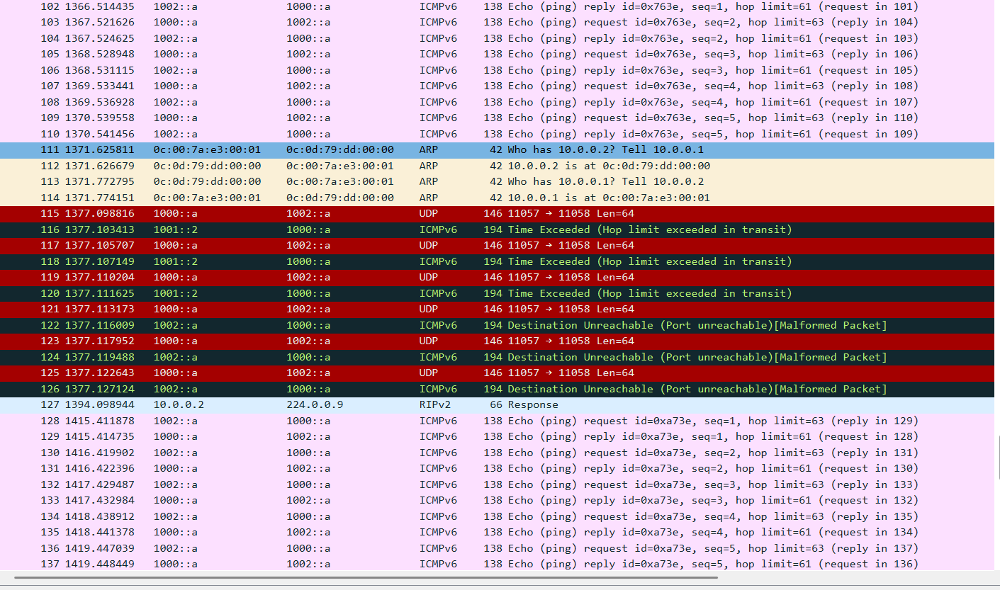 102 1366.514435 1002::a 1000::a ICMPv6 138 Echo (ping) reply id=0x763e, seq=1, hop limit=61 (request in 101)
103 1367.521626 1000::a 1002::a ICMPv6 138 Echo (ping) request id=0x763e, seq=2, hop limit=63 (reply in 104)
104 1367.524625 1002::a 1000::a ICMPv6 138 Echo (ping) reply id=0x763e, seq=2, hop limit=61 (request in 103)
105 1368.528948 1000::a 1002::a ICMPv6 138 Echo (ping) request id=0x763e, seq=3, hop limit=63 (reply in 106)
106 1368.531115 1002::a 1000::a ICMPv6 138 Echo (ping) reply id=0x763e, seq=3, hop limit=61 (request in 105)
107 1369.533441 1000::a 1002::a ICMPv6 138 Echo (ping) request id=0x763e, seq=4, hop limit=63 (reply in 108)
108 1369.536928 1002::a 1000::a ICMPv6 138 Echo (ping) reply id=0x763e, seq=4, hop limit=61 (request in 107)
109 1370.539558 1000::a 1002::a ICMPv6 138 Echo (ping) request id=0x763e, seq=5, hop limit=63 (reply in 110)
110 1370.541456 1002::a 1000::a ICMPv6 138 Echo (ping) reply id=0x763e, seq=5, hop limit=61 (request in 109)
111 1371.625811 0c:00:7a:e3:00:01 0c:0d:79:dd:00:00 ARP 42 Who has 10.0.0.2? Tell 10.0.0.1
112 1371.626679 0c:0d:79:dd:00:00 0c:00:7a:e3:00:01 ARP 42 10.0.0.2 is at 0c:0d:79:dd:00:00
113 1371.772795 0c:0d:79:dd:00:00 0c:00:7a:e3:00:01 ARP 42 Who has 10.0.0.1? Tell 10.0.0.2
114 1371.774151 0c:00:7a:e3:00:01 0c:0d:79:dd:00:00 ARP 42 10.0.0.1 is at 0c:00:7a:e3:00:01
115 1377.098816 1000::a 1002::a UDP 146 11057 → 11058 Len=64
116 1377.103413 1001::2 1000::a ICMPv6 194 Time Exceeded (Hop limit exceeded in transit)
117 1377.105707 1000::a 1002::a UDP 146 11057 → 11058 Len=64
118 1377.107149 1001::2 1000::a ICMPv6 194 Time Exceeded (Hop limit exceeded in transit)
119 1377.110204 1000::a 1002::a UDP 146 11057 → 11058 Len=64
120 1377.111625 1001::2 1000::a ICMPv6 194 Time Exceeded (Hop limit exceeded in transit)
121 1377.113173 1000::a 1002::a UDP 146 11057 → 11058 Len=64
122 1377.116009 1002::a 1000::a ICMPv6 194 Destination Unreachable (Port unreachable)[Malformed Packet]
123 1377.117952 1000::a 1002::a UDP 146 11057 → 11058 Len=64
124 1377.119488 1002::a 1000::a ICMPv6 194 Destination Unreachable (Port unreachable)[Malformed Packet]
125 1377.122643 1000::a 1002::a UDP 146 11057 → 11058 Len=64
126 1377.127124 1002::a 1000::a ICMPv6 194 Destination Unreachable (Port unreachable)[Malformed Packet]
127 1394.098944 10.0.0.2 224.0.0.9 RIPv2 66 Response
128 1415.411878 1002::a 1000::a ICMPv6 138 Echo (ping) request id=0xa73e, seq=1, hop limit=63 (reply in 129)
129 1415.414735 1000::a 1002::a ICMPv6 138 Echo (ping) reply id=0xa73e, seq=1, hop limit=61 (request in 128)
130 1416.419902 1002::a 1000::a ICMPv6 138 Echo (ping) request id=0xa73e, seq=2, hop limit=63 (reply in 131)
131 1416.422396 1000::a 1002::a ICMPv6 138 Echo (ping) reply id=0xa73e, seq=2, hop limit=61 (request in 130)
132 1417.429487 1002::a 1000::a ICMPv6 138 Echo (ping) request id=0xa73e, seq=3, hop limit=63 (reply in 133)
133 1417.432984 1000::a 1002::a ICMPv6 138 Echo (ping) reply id=0xa73e, seq=3, hop limit=61 (request in 132)
134 1418.438912 1002::a 1000::a ICMPv6 138 Echo (ping) request id=0xa73e, seq=4, hop limit=63 (reply in 135)
135 1418.441378 1000::a 1002::a ICMPv6 138 Echo (ping) reply id=0xa73e, seq=4, hop limit=61 (request in 134)
136 1419.447039 1002::a 1000::a ICMPv6 138 Echo (ping) request id=0xa73e, seq=5, hop limit=63 (reply in 137)
137 1419.448449 1000::a 1002::a ICMPv6 138 Echo (ping) reply id=0xa73e, seq=5, hop limit=61 (request in 136)